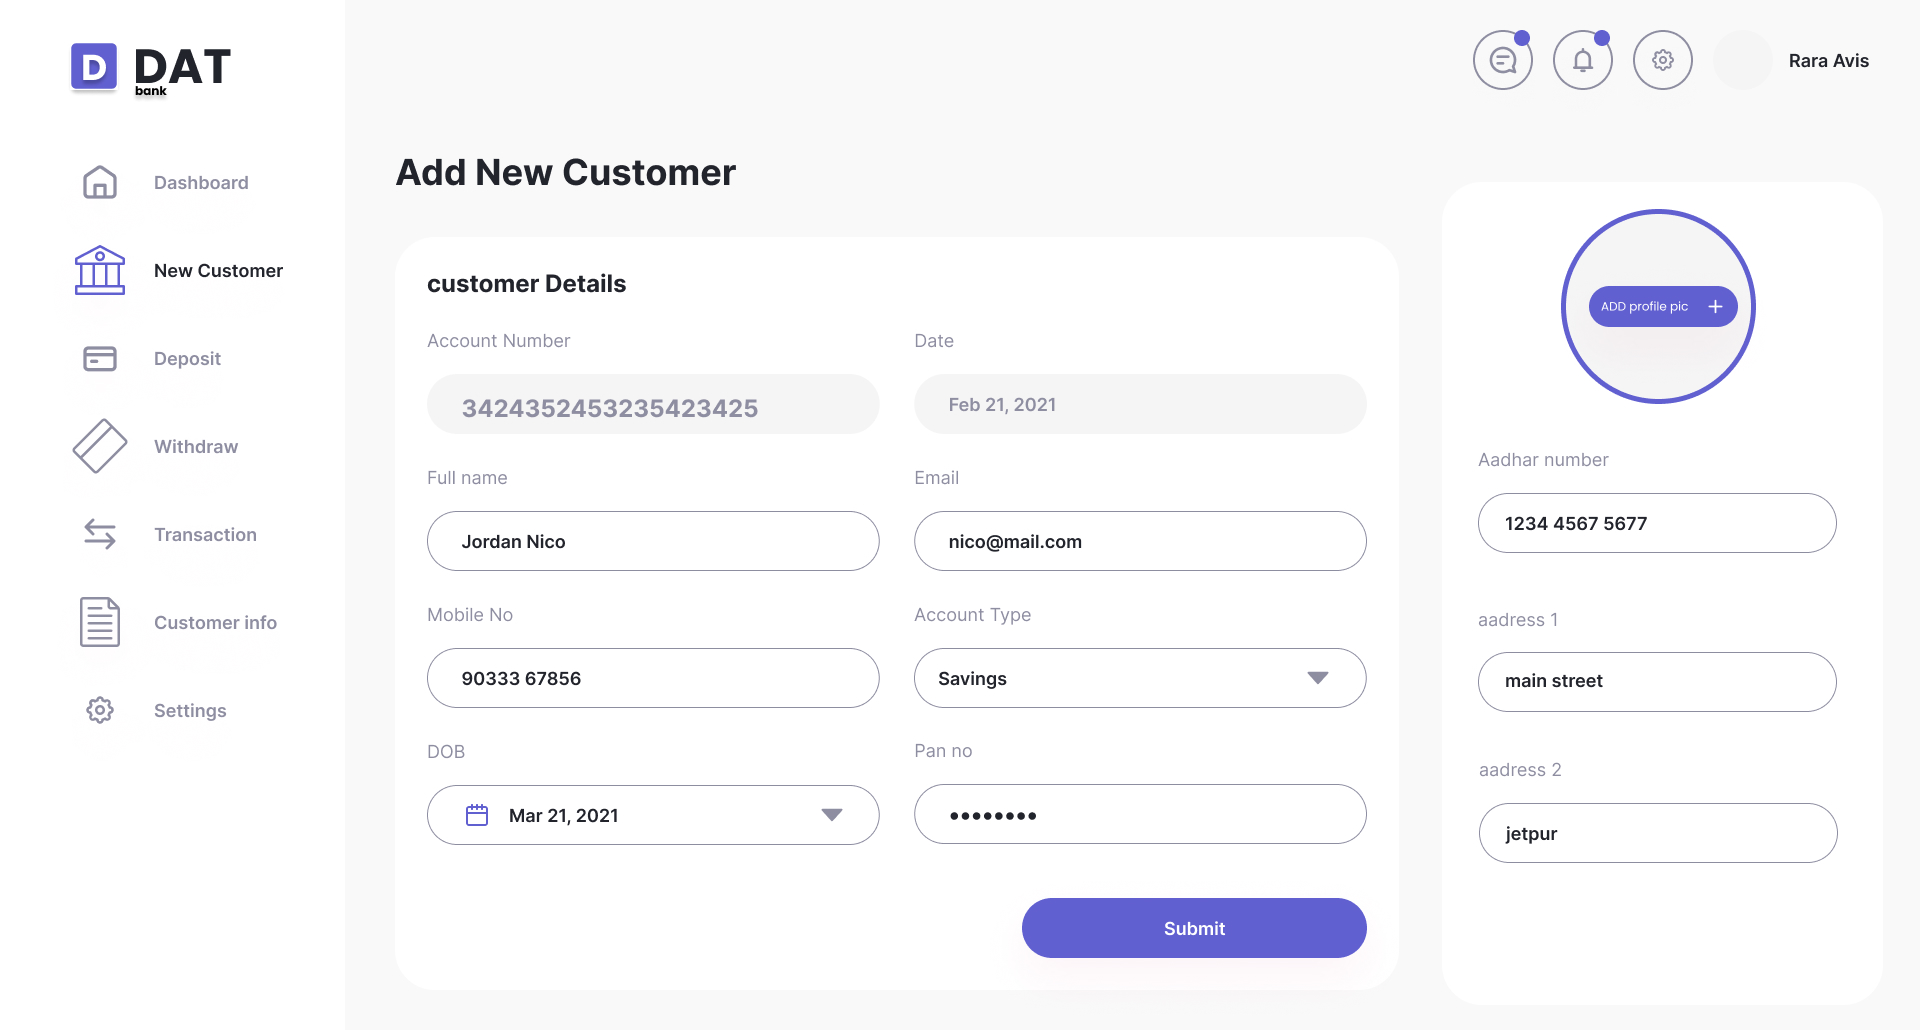 D DAT
bank
Rara Avis
Dashboard
New Customer
Deposit
Withdraw
Transaction
Customer info
Settings
Add New Customer
customer Details
Account Number
3424352453235423425
Date
Feb 21, 2021
Full name
Jordan Nico
Email
nico@mail.com
Mobile No
90333 67856
Account Type
Savings
DOB
Mar 21, 2021
Pan no
••••••••
Submit
ADD profile pic +
Aadhar number
1234 4567 5677
aadress 1
main street
aadress 2
jetpur